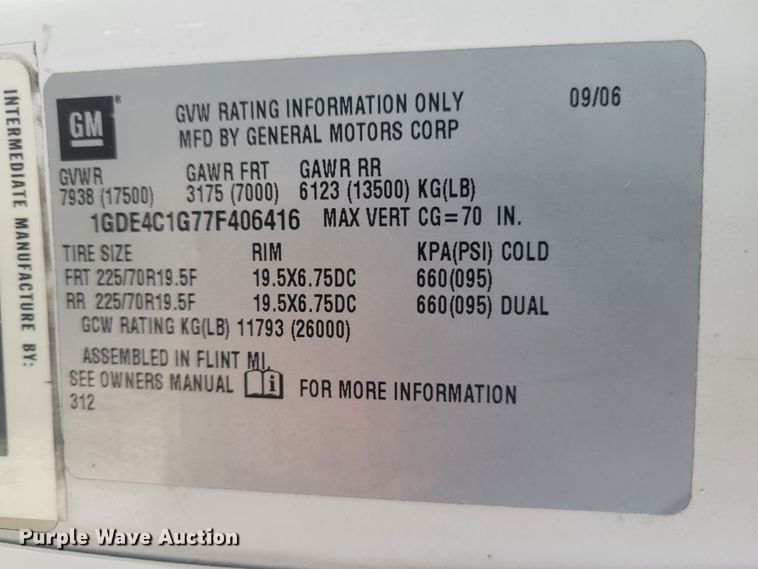 INTERMEDIATE MANUFACTURE BY:
GM®
GVW RATING INFORMATION ONLY 09/06
MFD BY GENERAL MOTORS CORP
GVWR GAWR FRT GAWR RR
7938 (17500) 3175 (7000) 6123 (13500) KG(LB)
1GDE4C1G77F406416 MAX VERT CG=70 IN.
TIRE SIZE RIM KPA(PSI) COLD
FRT 225/70R19.5F 19.5X6.75DC 660(095)
RR 225/70R19.5F 19.5X6.75DC 660(095) DUAL
GCW RATING KG(LB) 11793 (26000)
ASSEMBLED IN FLINT MI.
SEE OWNERS MANUAL i FOR MORE INFORMATION
312
Purple Wave Auction